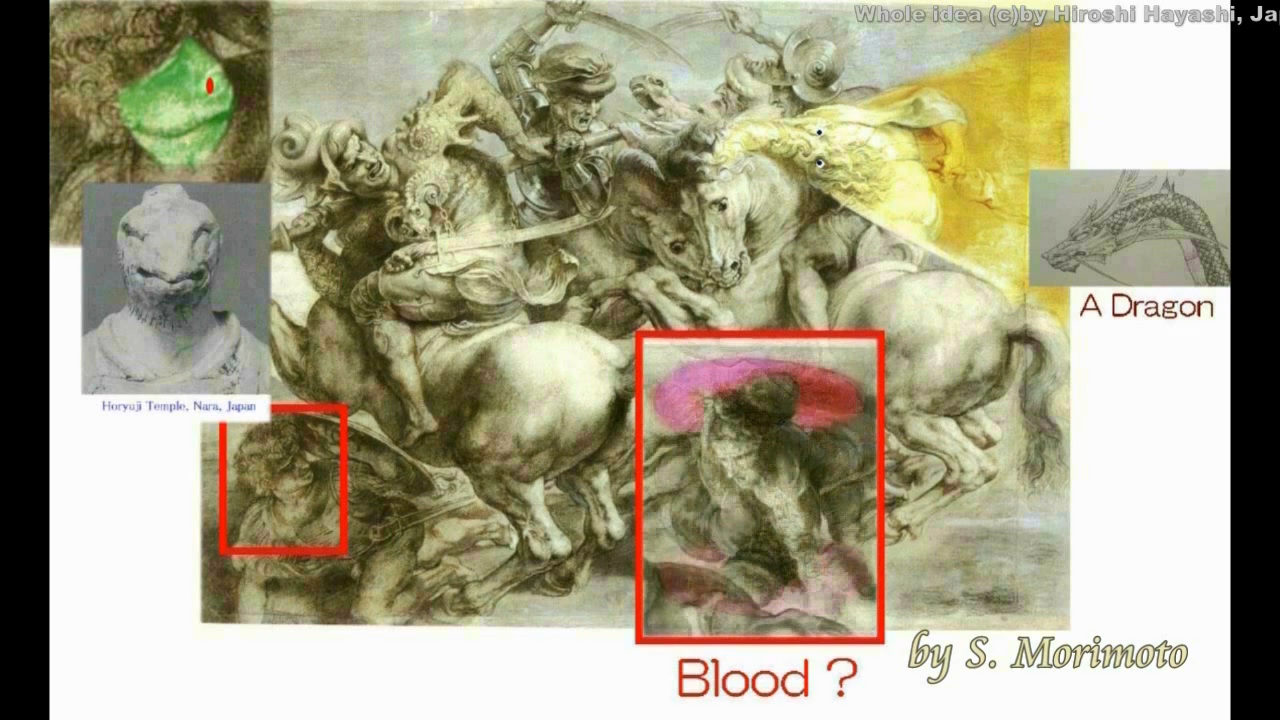 Whole idea (c)by Hiroshi Hayashi, Ja
A Dragon
Horyuji Temple, Nara, Japan
by S. Morimoto
Blood ?